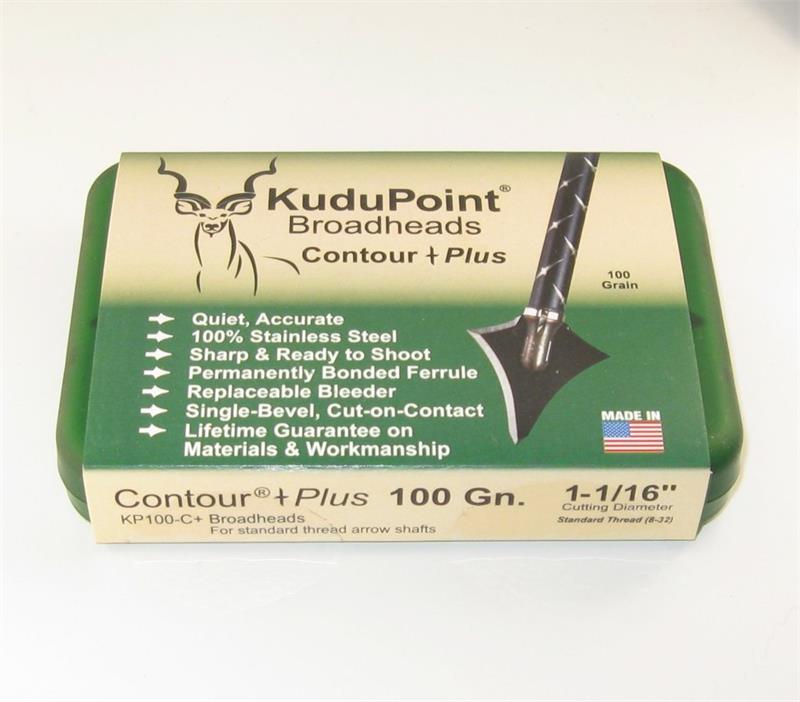 KuduPoint®
Broadheads
Contour ⸸ Plus
100
Grain
Quiet, Accurate
100% Stainless Steel
Sharp & Ready to Shoot
Permanently Bonded Ferrule
Replaceable Bleeder
Single-Bevel, Cut-on-Contact
Lifetime Guarantee on
Materials & Workmanship
MADE IN
Contour® ⸸ Plus 100 Gn.
KP100-C+ Broadheads
For standard thread arrow shafts
1-1/16"
Cutting Diameter
Standard Thread (8-32)